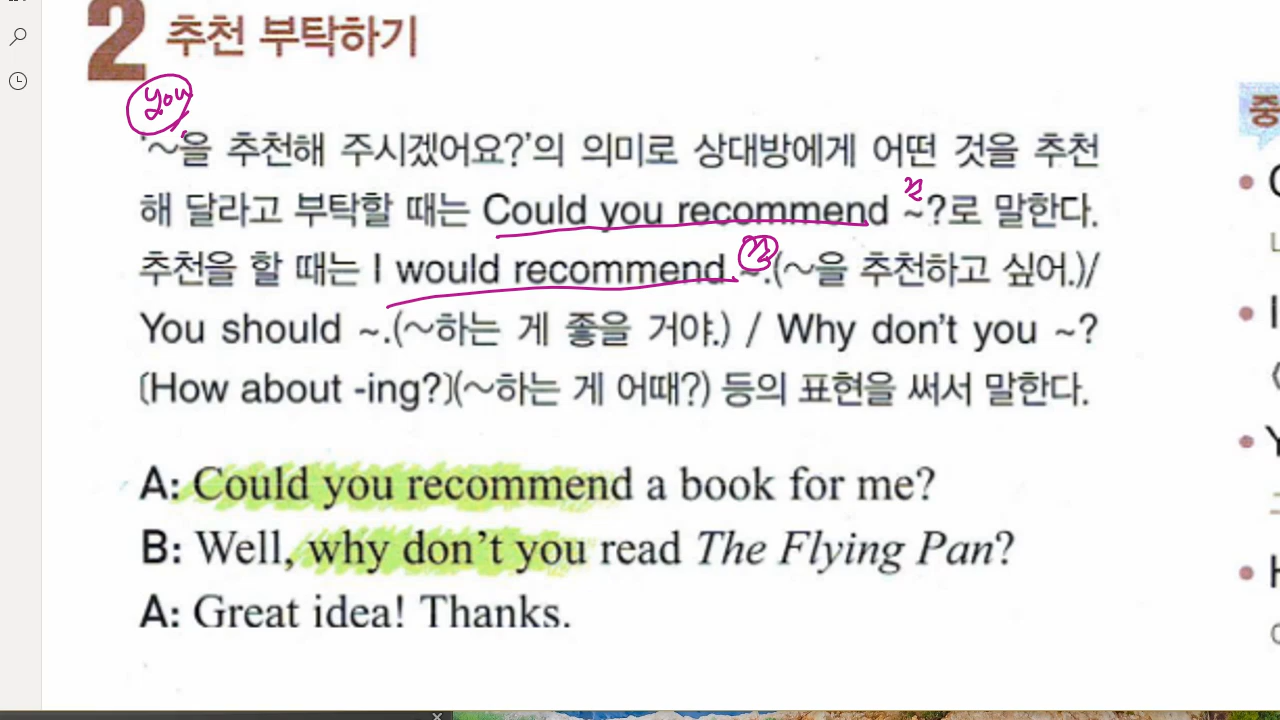 2 추천 부탁하기
you
'~을 추천해 주시겠어요?'의 의미로 상대방에게 어떤 것을 추천
해 달라고 부탁할 때는 Could you recommend ~?로 말한다.
추천을 할 때는 I would recommend ~.(~을 추천하고 싶어.)/
You should ~.(~하는 게 좋을 거야.) / Why don't you ~?
(How about -ing?)(~하는 게 어때?) 등의 표현을 써서 말한다.
A: Could you recommend a book for me?
B: Well, why don't you read The Flying Pan?
A: Great idea! Thanks.
중